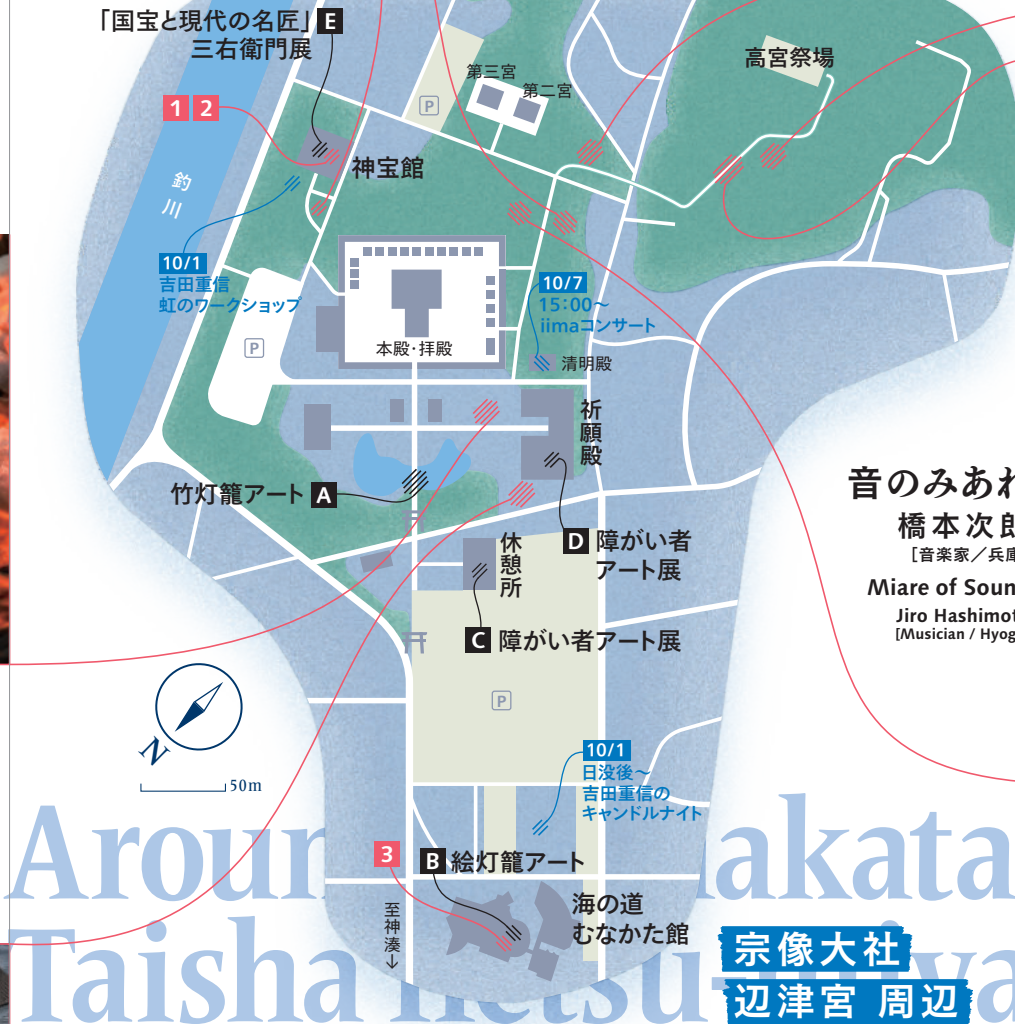 「国宝と現代の名匠」 E
三右衛門展
1 2
第三宮
第二宮
高宮祭場
P
神宝館
釣川
10/1
吉田重信
虹のワークショップ
10/7
15:00〜
iimaコンサート
P
本殿・拝殿
清明殿
祈願殿
竹灯籠アート A
休憩所
D 障がい者
アート展
C 障がい者アート展
音のみあれ
橋本次郎
[音楽家／兵庫
Miare of Soun
Jiro Hashimot
[Musician / Hyog
P
N
50m
10/1
日没後〜
吉田重信の
キャンドルナイト
3
B 絵灯籠アート
至神湊↓
海の道
むなかた館
Aroun akata
Taisha
宗像大社
辺津宮 周辺